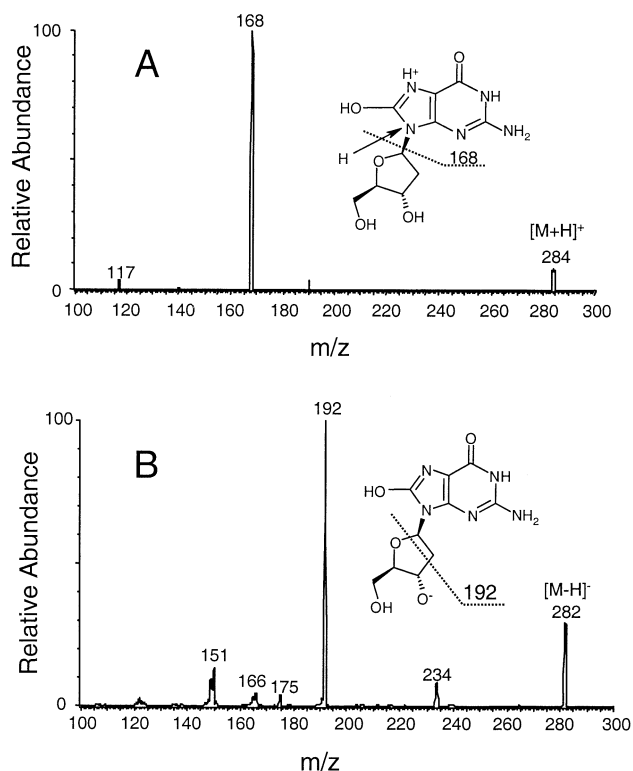 168
100
A
Relative Abundance
O
H+
N
NH
HO
N
N
NH2
H
O
168
OH
OH
[M+H]+
284
117
0
100 120 140 160 180 200 220 240 260 280 300
m/z
192
100
B
Relative Abundance
O
N
NH
HO
N
N
NH2
O
192
OH
O-
[M-H]-
282
151
166
175
234
0
100 120 140 160 180 200 220 240 260 280 300
m/z